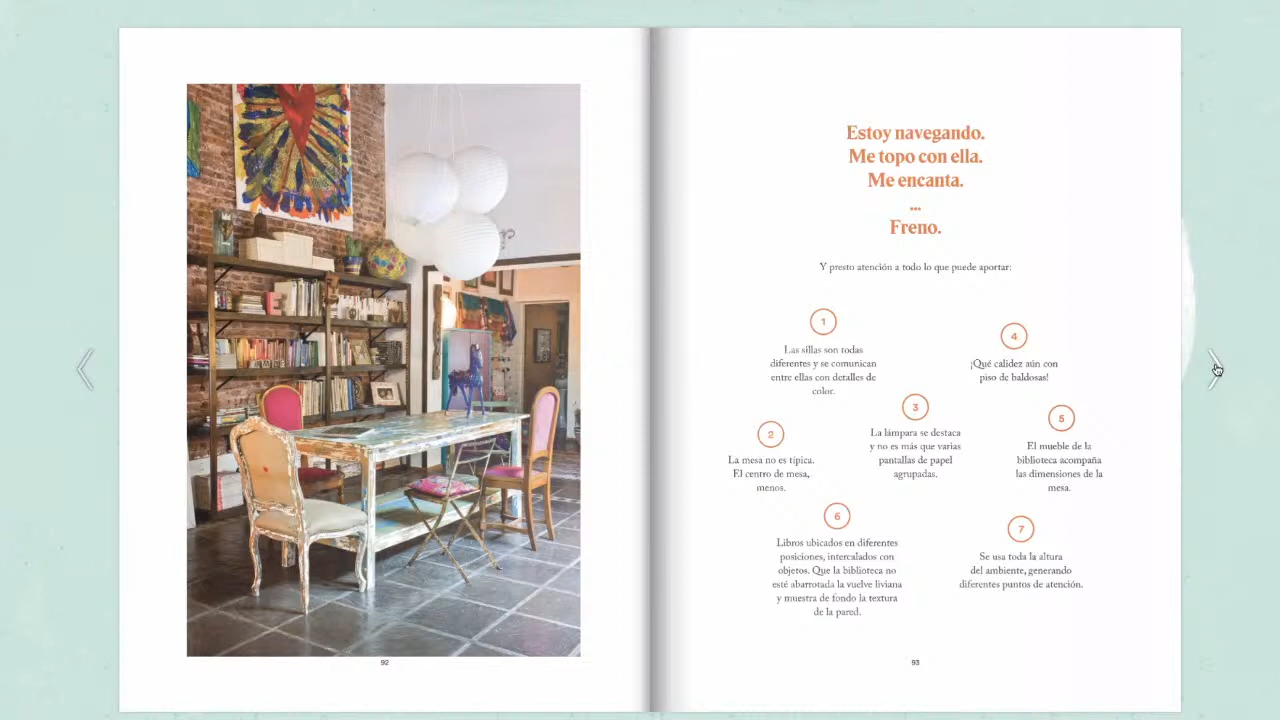 Estoy navegando.
Me topo con ella.
Me encanta.
...
Freno.
Y presto atención a todo lo que puede aportar:
1
Las sillas son todas
diferentes y se comunican
entre ellas con detalles de
color.
2
La mesa no es típica.
El centro de mesa,
menos.
3
La lámpara se destaca
y no es más que varias
pantallas de papel
agrupadas.
4
¡Qué calidez aún con
piso de baldosas!
5
El mueble de la
biblioteca acompaña
las dimensiones de la
mesa.
6
Libros ubicados en diferentes
posiciones, intercalados con
objetos. Que la biblioteca no
esté abarrotada la vuelve liviana
y muestra de fondo la textura
de la pared.
7
Se usa toda la altura
del ambiente, generando
diferentes puntos de atención.
92
93